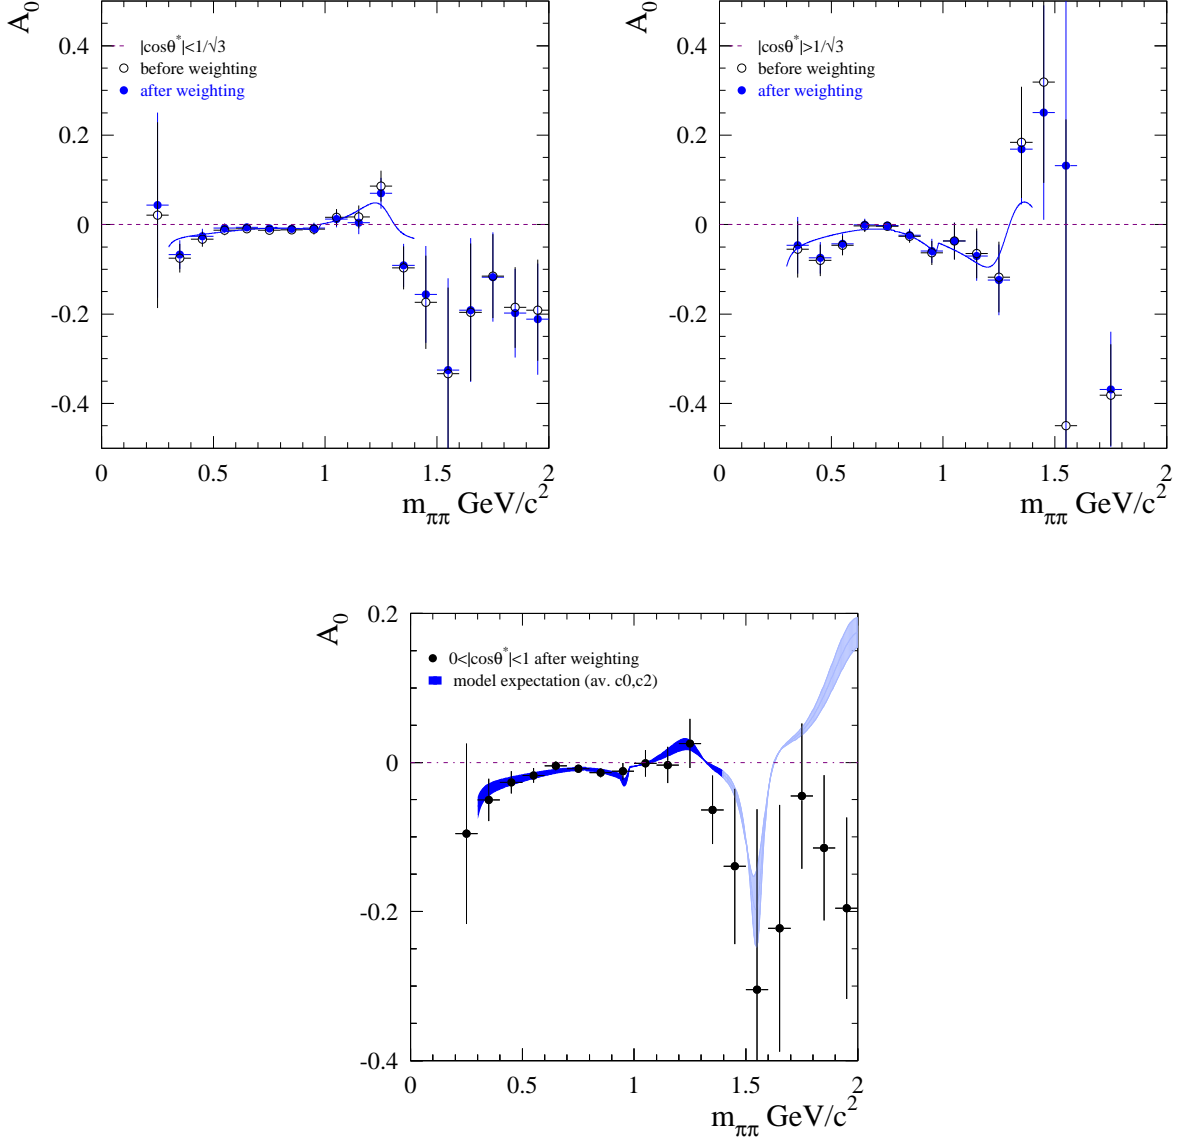 A0
0.4
0.2
0
-0.2
-0.4
|cosθ*|<1/√3
before weighting
after weighting
0 0.5 1 1.5 2
mππ GeV/c2
A0
0.4
0.2
0
-0.2
-0.4
|cosθ*|>1/√3
before weighting
after weighting
0 0.5 1 1.5 2
mππ GeV/c2
A0
0.2
0
-0.2
-0.4
0<|cosθ*|<1 after weighting
model expectation (av. c0,c2)
0 0.5 1 1.5 2
mππ GeV/c2